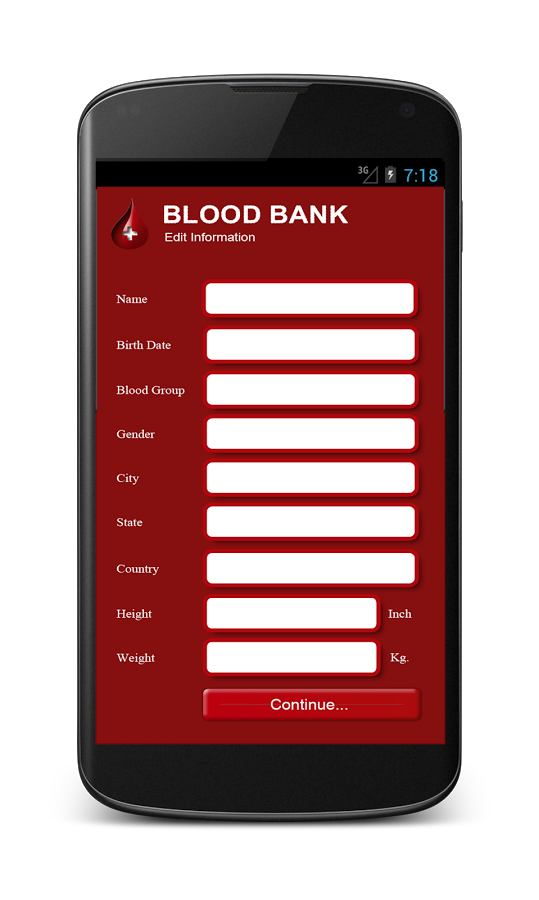 3G 7:18
BLOOD BANK
Edit Information
Name
Birth Date
Blood Group
Gender
City
State
Country
Height Inch
Weight Kg.
Continue...